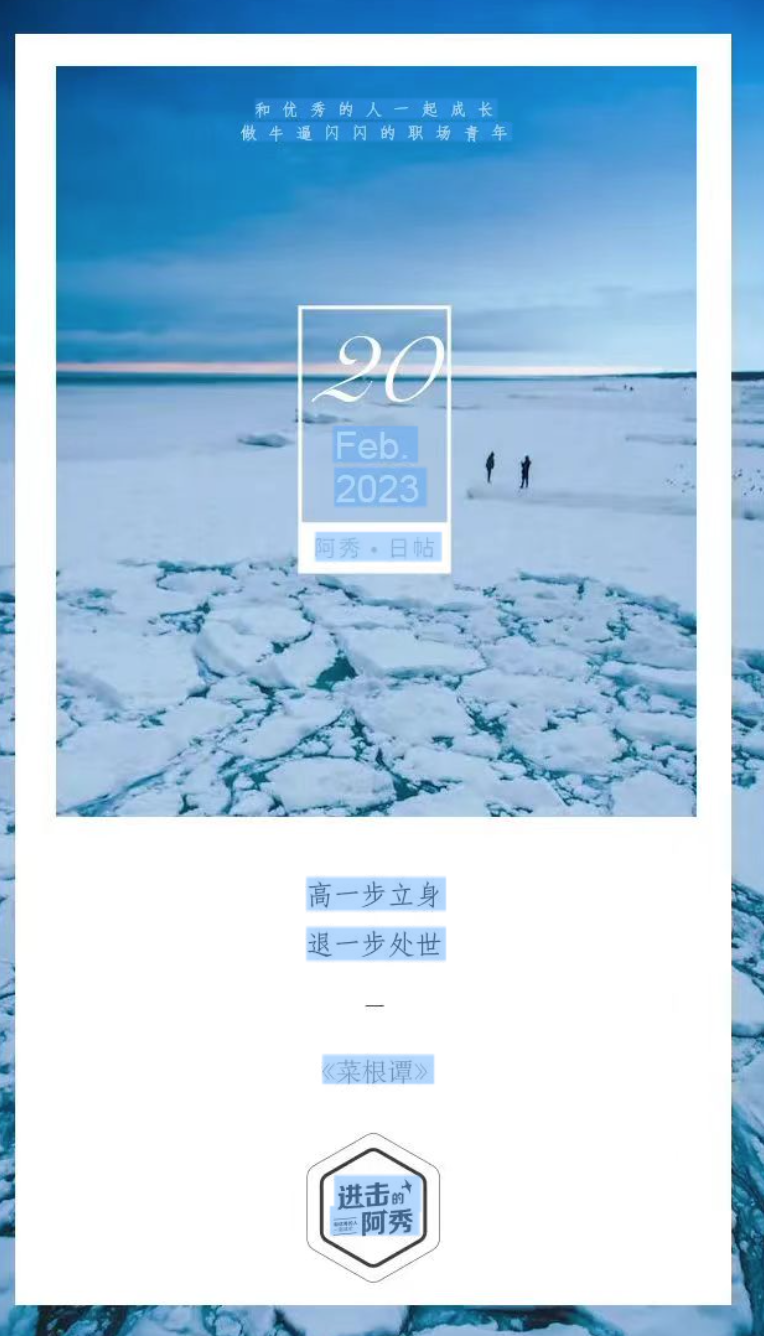 和优秀的人一起成长
做牛逼闪闪的职场青年
20
Feb.
2023
阿秀·日帖
高一步立身
退一步处世
—
《菜根谭》
进击的
阿秀